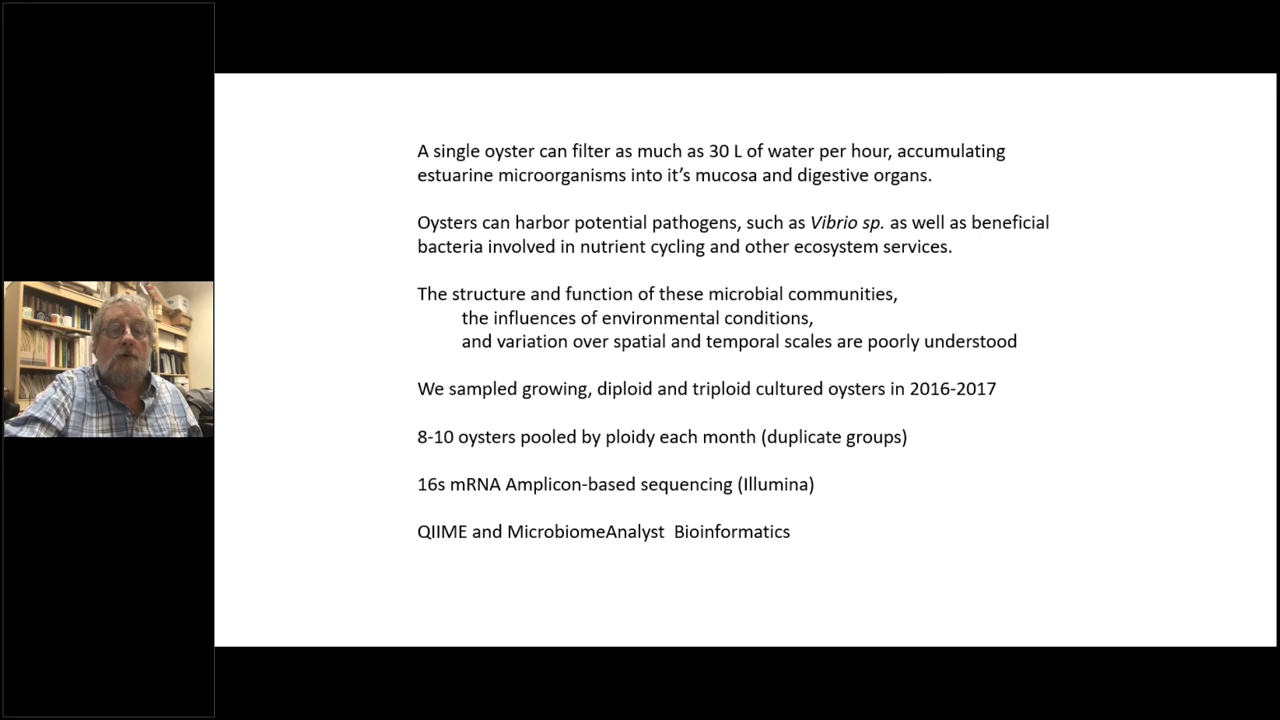 A single oyster can filter as much as 30 L of water per hour, accumulating
estuarine microorganisms into it's mucosa and digestive organs.
Oysters can harbor potential pathogens, such as Vibrio sp. as well as beneficial
bacteria involved in nutrient cycling and other ecosystem services.
The structure and function of these microbial communities,
the influences of environmental conditions,
and variation over spatial and temporal scales are poorly understood
We sampled growing, diploid and triploid cultured oysters in 2016-2017
8-10 oysters pooled by ploidy each month (duplicate groups)
16s mRNA Amplicon-based sequencing (Illumina)
QIIME and MicrobiomeAnalyst  Bioinformatics